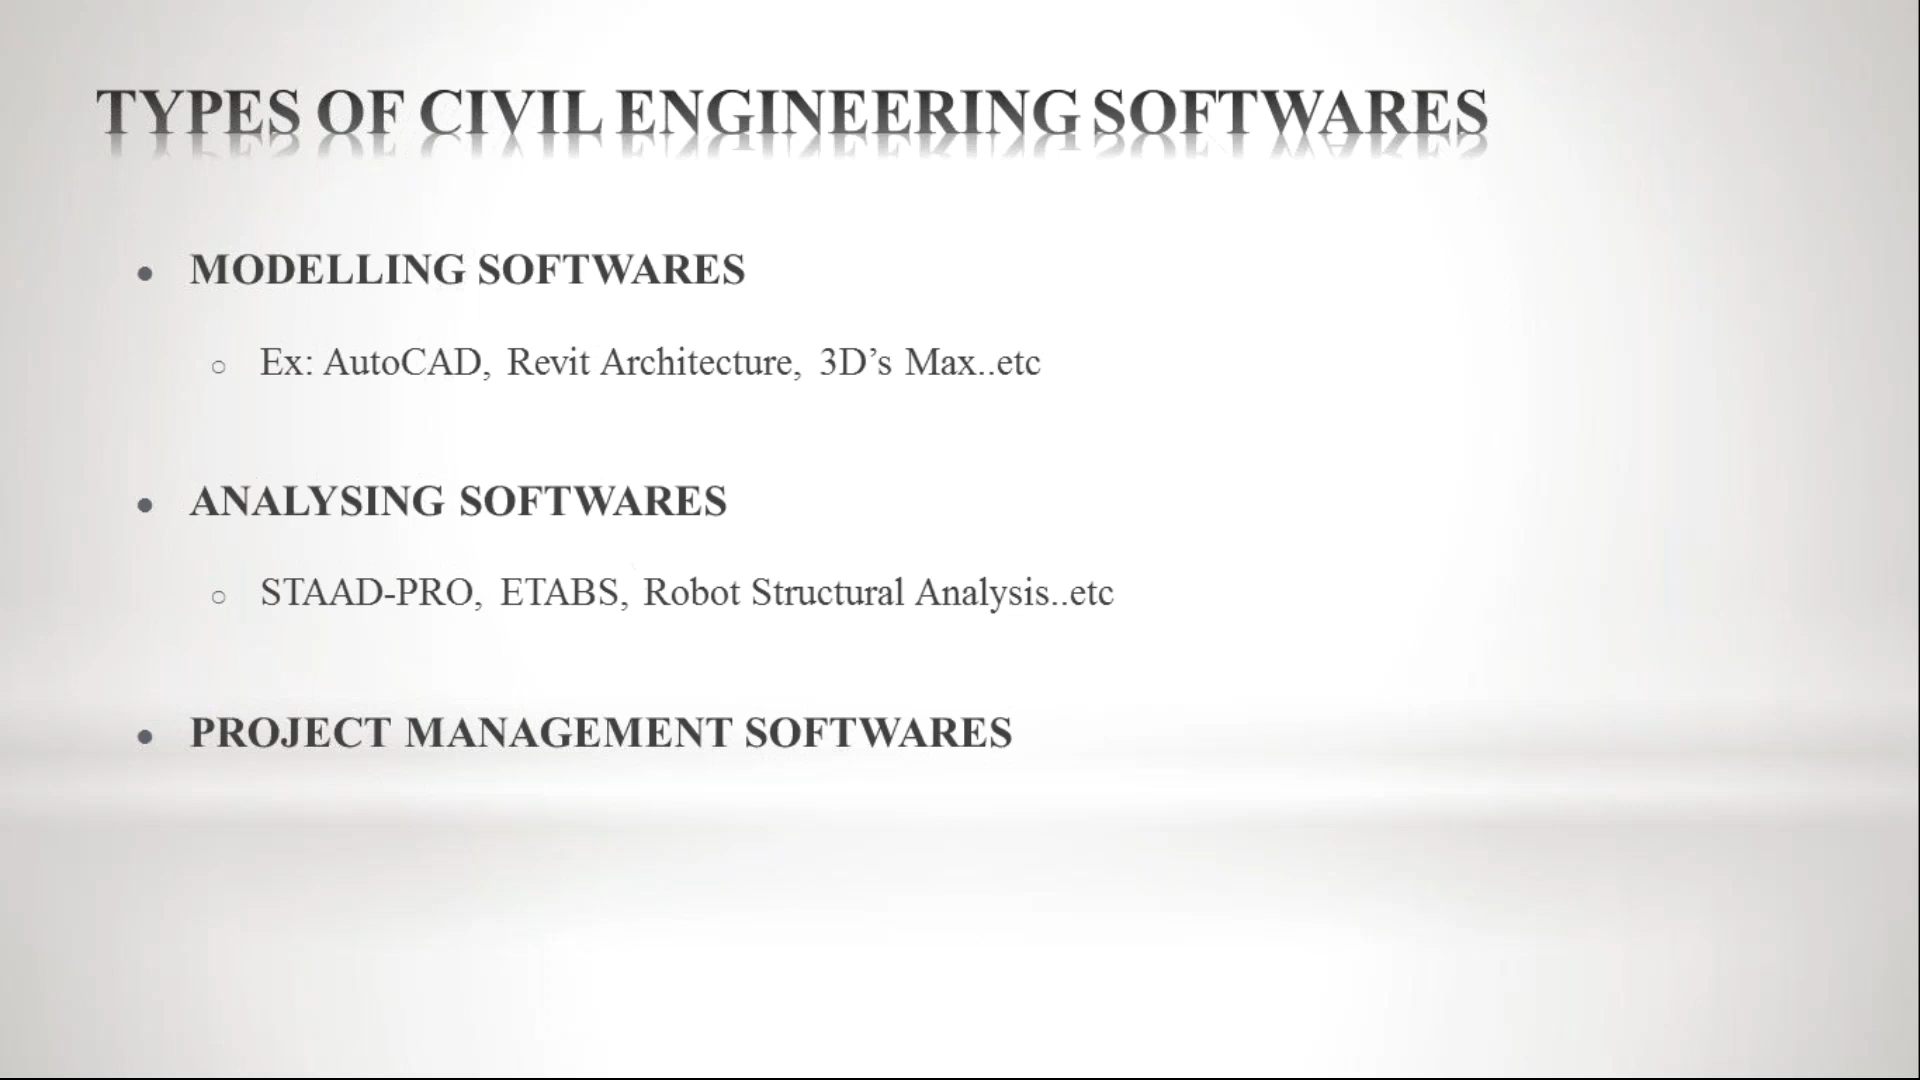 TYPES OF CIVIL ENGINEERING SOFTWARES
• MODELLING SOFTWARES
○ Ex: AutoCAD, Revit Architecture, 3D’s Max..etc
• ANALYSING SOFTWARES
○ STAAD-PRO, ETABS, Robot Structural Analysis..etc
• PROJECT MANAGEMENT SOFTWARES